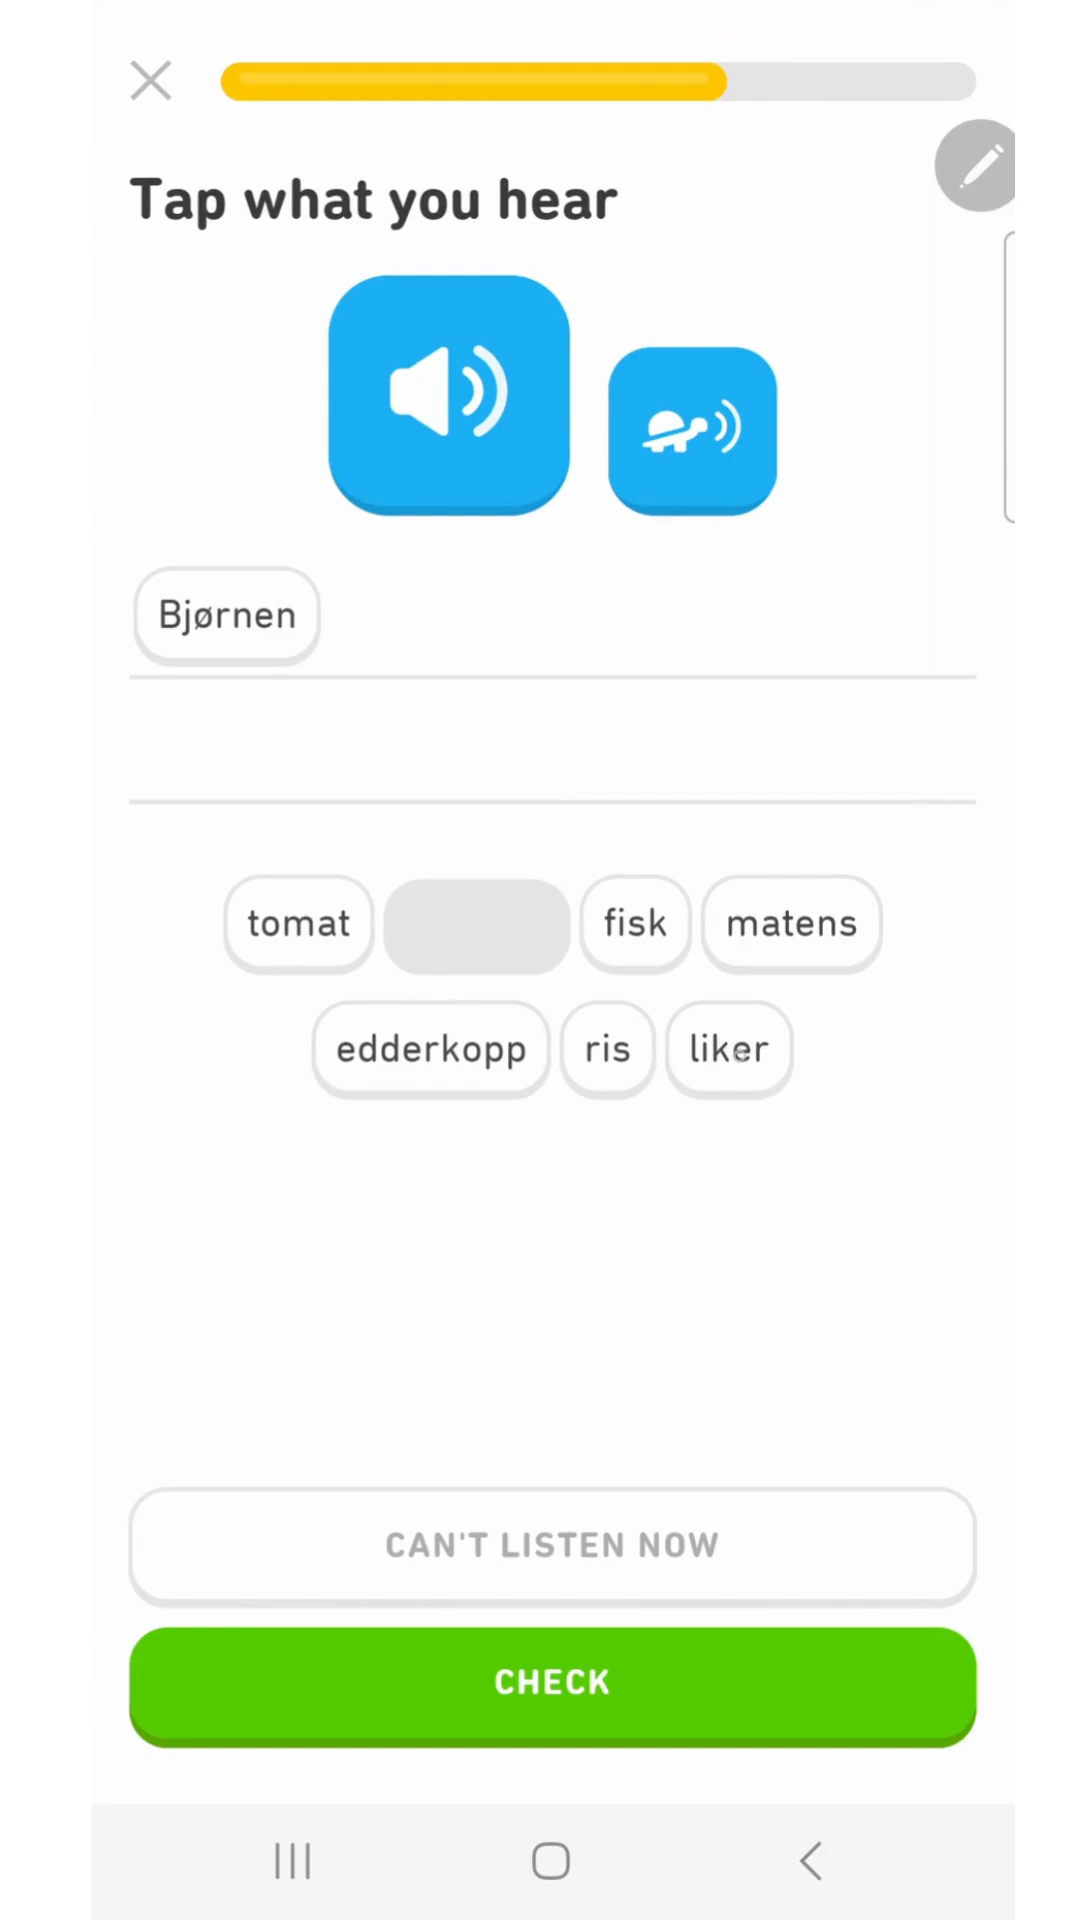 Tap what you hear
Bjørnen
tomat fisk matens
edderkopp ris liker
CAN'T LISTEN NOW
CHECK